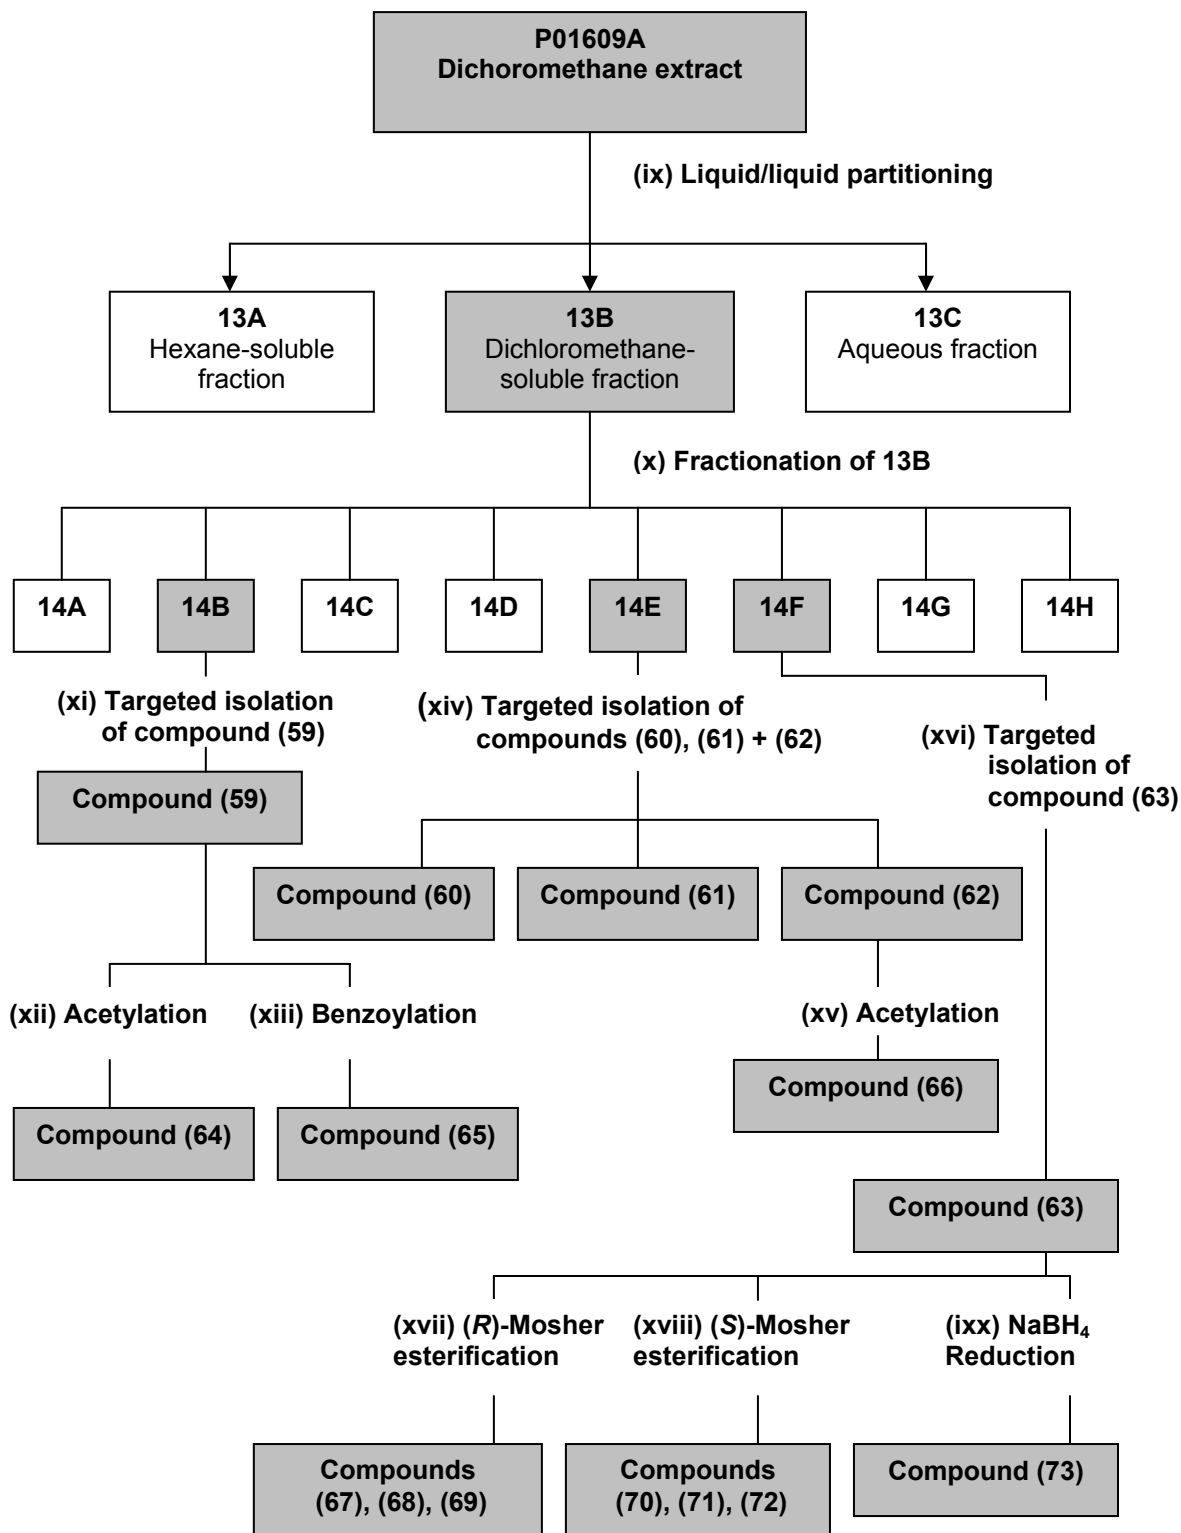 P01609A
Dichoromethane extract
(ix) Liquid/liquid partitioning
13A
Hexane-soluble
fraction
13B
Dichloromethane-
soluble fraction
13C
Aqueous fraction
(x) Fractionation of 13B
14A
14B
14C
14D
14E
14F
14G
14H
(xi) Targeted isolation
of compound (59)
(xiv) Targeted isolation of
compounds (60), (61) + (62)
(xvi) Targeted
isolation of
compound (63)
Compound (59)
Compound (60)
Compound (61)
Compound (62)
(xii) Acetylation
(xiii) Benzoylation
(xv) Acetylation
Compound (66)
Compound (64)
Compound (65)
Compound (63)
(xvii) (R)-Mosher
esterification
(xviii) (S)-Mosher
esterification
(ixx) NaBH₄
Reduction
Compounds
(67), (68), (69)
Compounds
(70), (71), (72)
Compound (73)